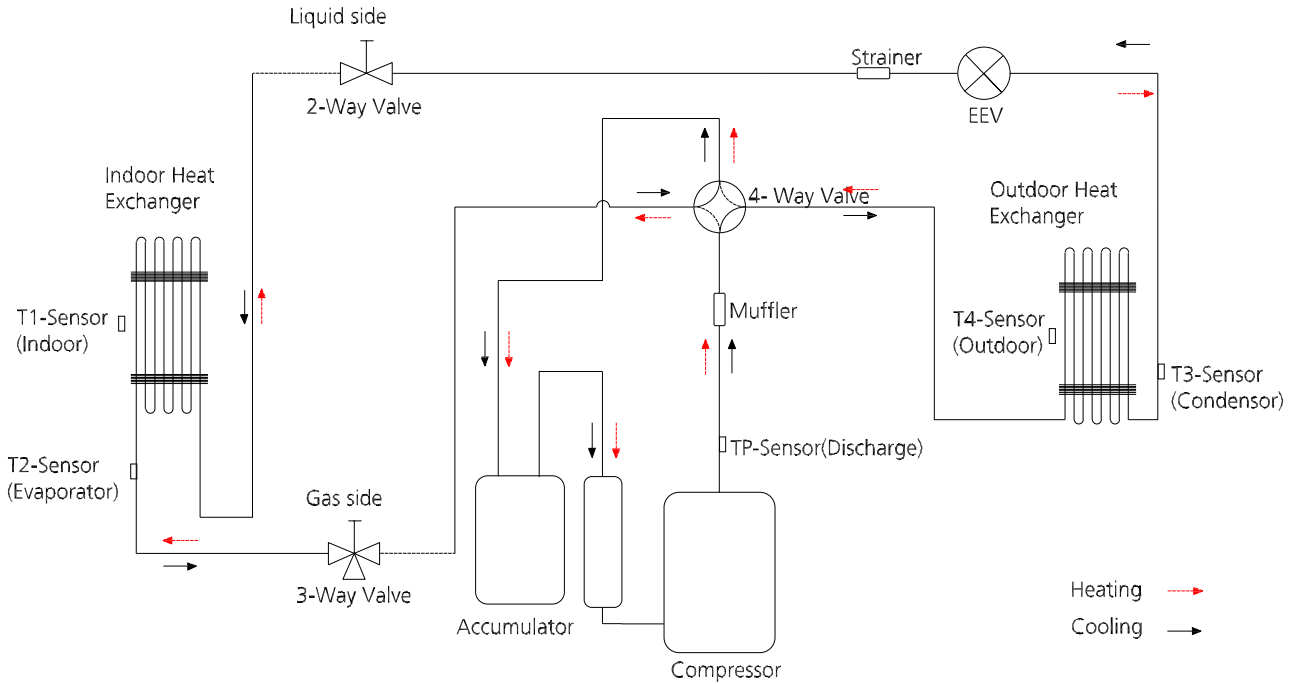 Liquid side
2-Way Valve
Strainer
EEV
Indoor Heat
Exchanger
4- Way Valve
Outdoor Heat
Exchanger
T1-Sensor
(Indoor)
Muffler
T4-Sensor
(Outdoor)
T3-Sensor
(Condensor)
T2-Sensor
(Evaporator)
TP-Sensor(Discharge)
Gas side
3-Way Valve
Accumulator
Compressor
Heating
Cooling